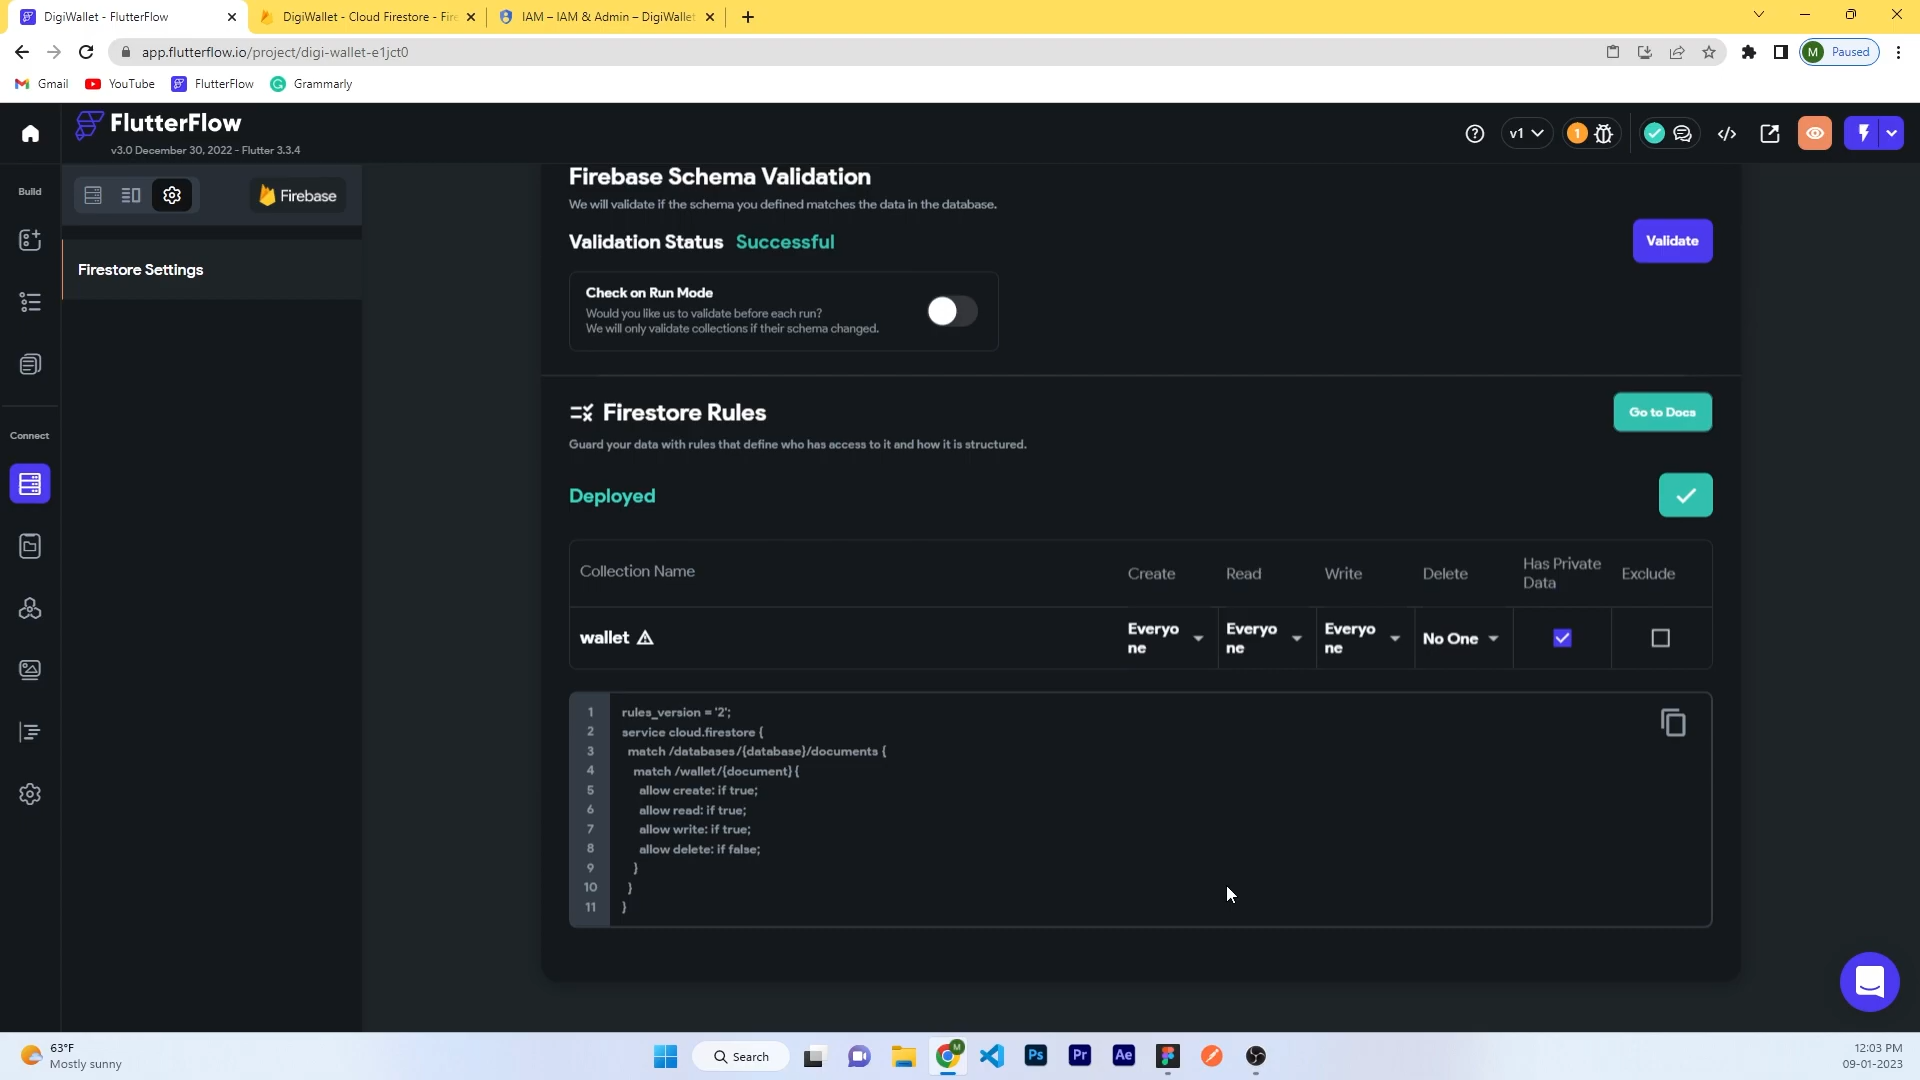 DigiWallet - FlutterFlow
DigiWallet - Cloud Firestore - Fire
IAM – IAM & Admin – DigiWallet
app.flutterflow.io/project/digi-wallet-e1jct0
M Paused
Gmail
YouTube
FlutterFlow
Grammarly
FlutterFlow
v3.0 December 30, 2022 - Flutter 3.3.4
v1
1
Build
Firebase
Firestore Settings
Connect
Firebase Schema Validation
We will validate if the schema you defined matches the data in the database.
Validation Status Successful
Validate
Check on Run Mode
Would you like us to validate before each run?
We will only validate collections if their schema changed.
Firestore Rules
Go to Docs
Guard your data with rules that define who has access to it and how it is structured.
Deployed
Collection Name
Create
Read
Write
Delete
Has Private
Data
Exclude
wallet
Everyo
ne
Everyo
ne
Everyo
ne
No One
1 rules_version = '2';
2 service cloud.firestore {
3 match /databases/{database}/documents {
4 match /wallet/{document} {
5 allow create: if true;
6 allow read: if true;
7 allow write: if true;
8 allow delete: if false;
9 }
10 }
11 }
63°F
Mostly sunny
Search
M
Ps
Pr
Ae
12:03 PM
09-01-2023